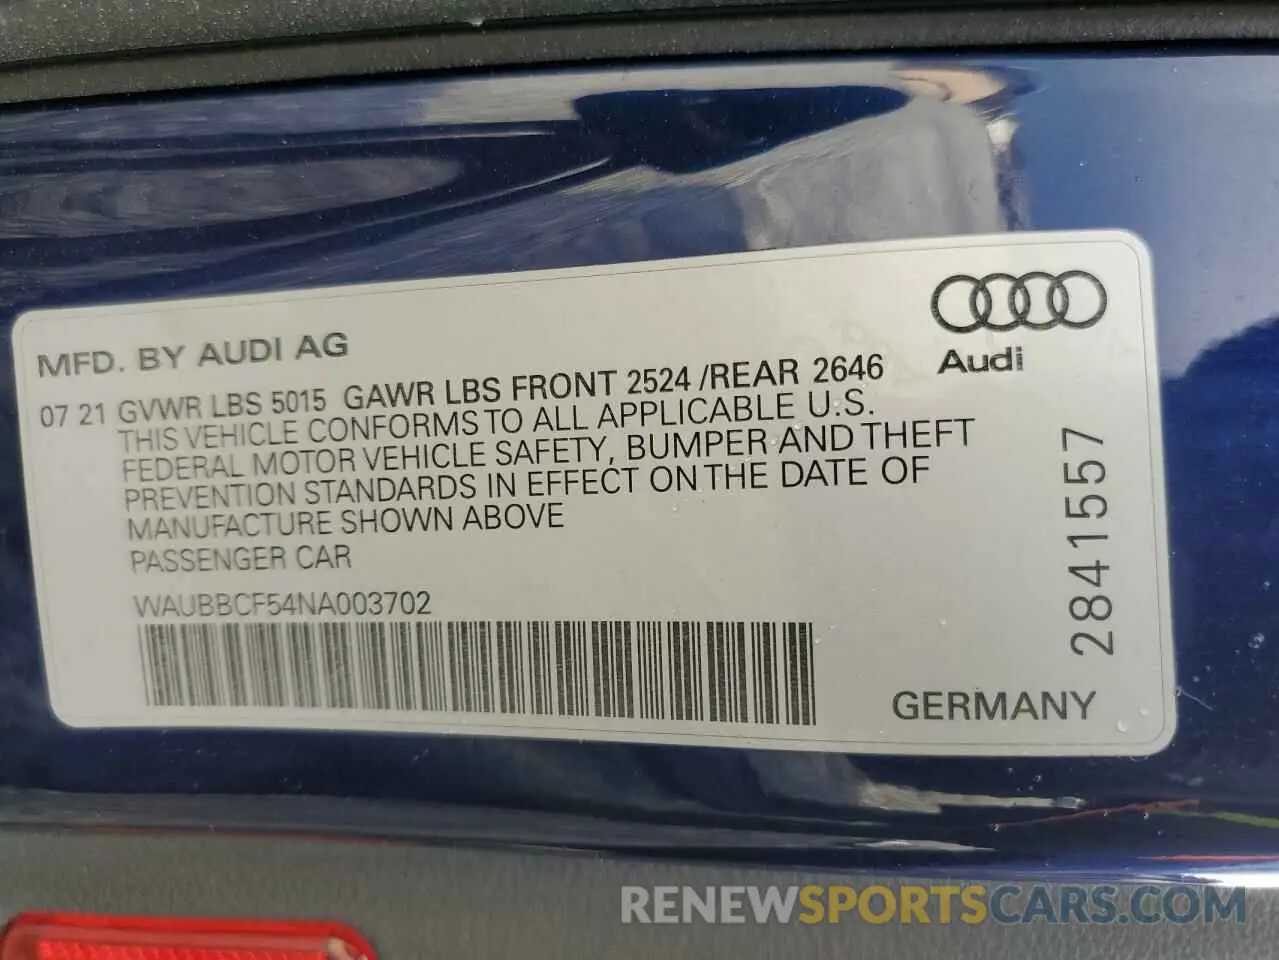 MFD. BY AUDI AG
Audi
07 21 GVWR LBS 5015 GAWR LBS FRONT 2524 /REAR 2646
THIS VEHICLE CONFORMS TO ALL APPLICABLE U.S.
FEDERAL MOTOR VEHICLE SAFETY, BUMPER AND THEFT
PREVENTION STANDARDS IN EFFECT ON THE DATE OF
MANUFACTURE SHOWN ABOVE
PASSENGER CAR
WAUBBCF54NA003702
2841557
GERMANY
RENEWSPORTSCARS.COM